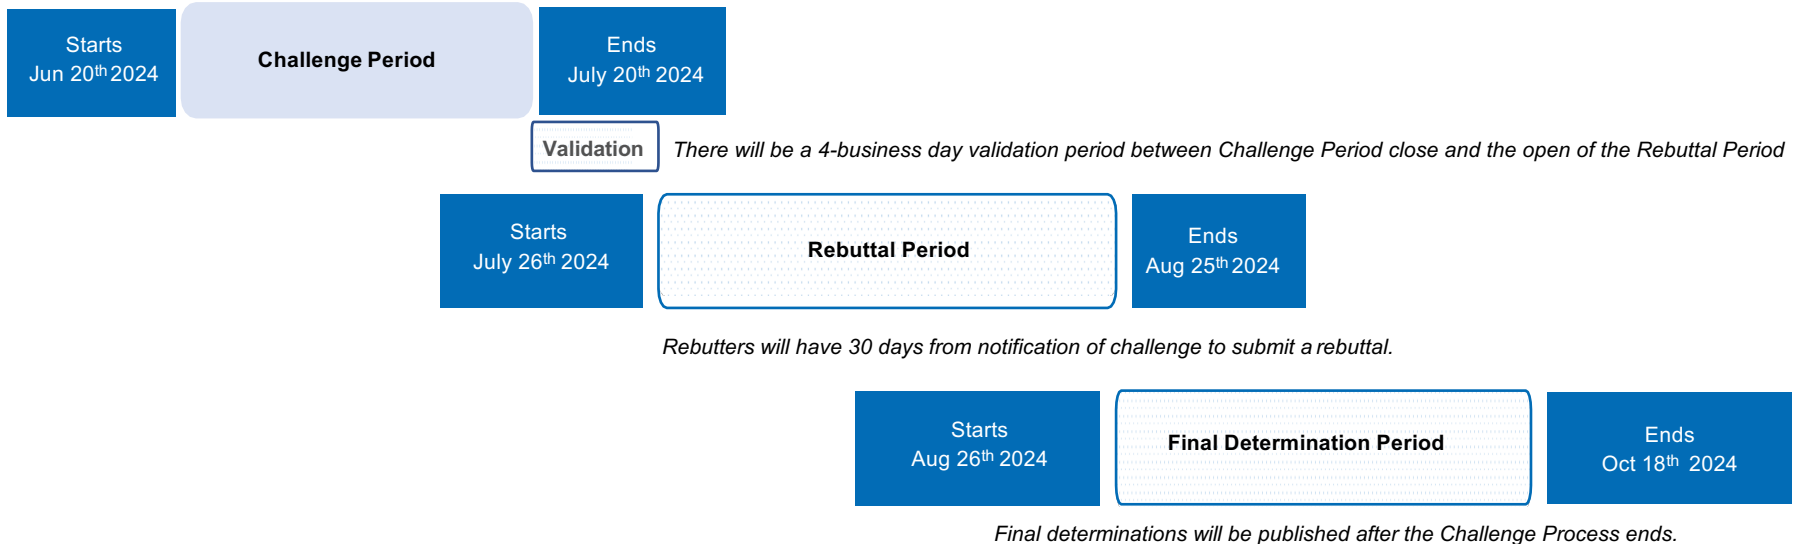 Starts
Jun 20th 2024
Challenge Period
Ends
July 20th 2024
Validation
There will be a 4-business day validation period between Challenge Period close and the open of the Rebuttal Period
Starts
July 26th 2024
Rebuttal Period
Ends
Aug 25th 2024
Rebutters will have 30 days from notification of challenge to submit a rebuttal.
Starts
Aug 26th 2024
Final Determination Period
Ends
Oct 18th 2024
Final determinations will be published after the Challenge Process ends.